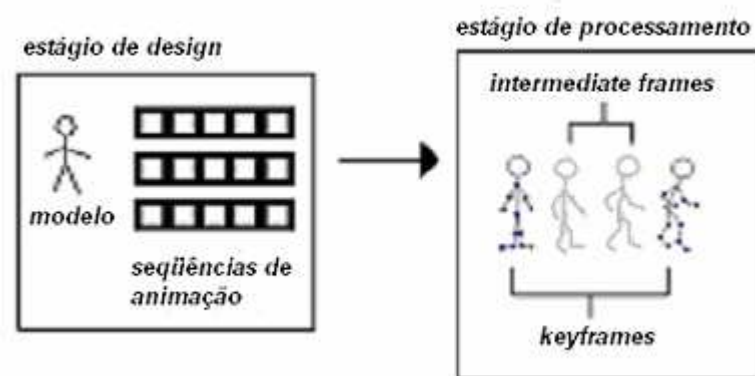 estágio de design
modelo
seqüências de
animação
estágio de processamento
intermediate frames
keyframes